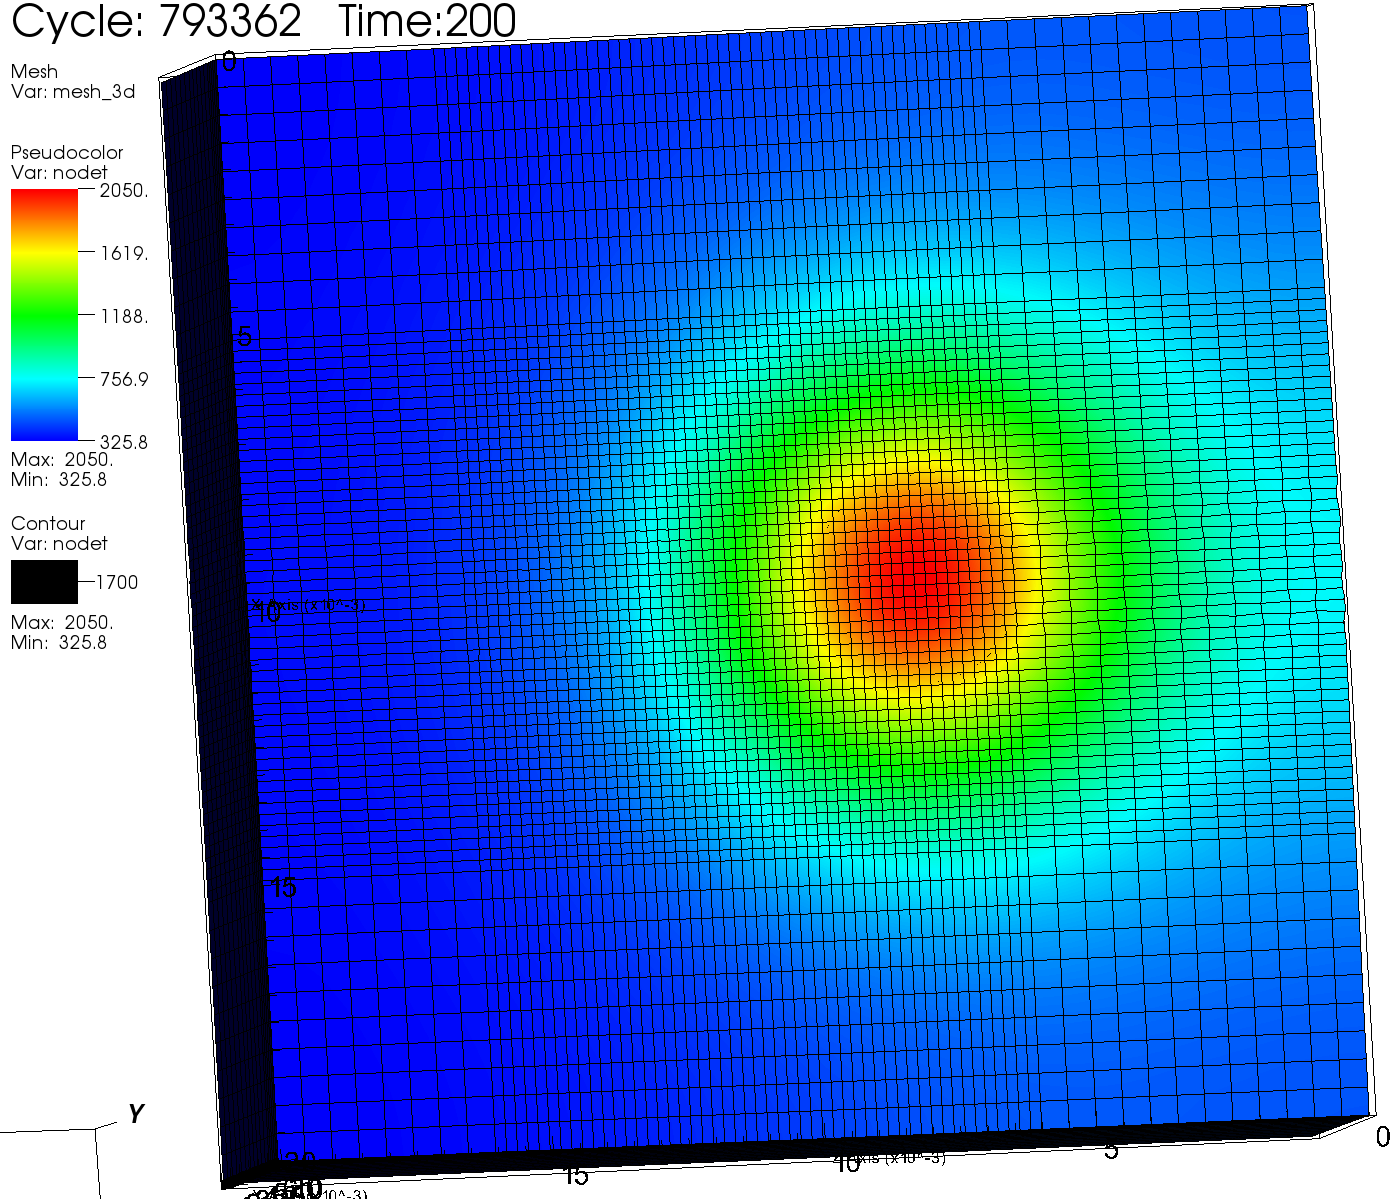 Cycle: 793362 Time:200
Mesh
Var: mesh_3d
Pseudocolor
Var: nodet
2050.
1619.
1188.
756.9
325.8
Max: 2050.
Min: 325.8
Contour
Var: nodet
1700
Max: 2050.
Min: 325.8
0
5
10
15
20
15
10
5
0
Y